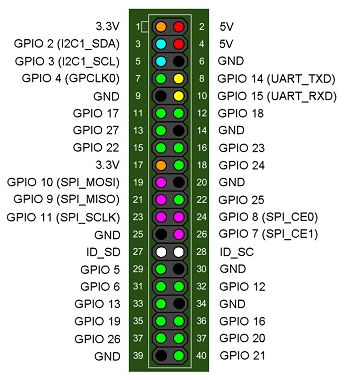 3.3V 1 2 5V
GPIO 2 (I2C1_SDA) 3 4 5V
GPIO 3 (I2C1_SCL) 5 6 GND
GPIO 4 (GPCLK0) 7 8 GPIO 14 (UART_TXD)
GND 9 10 GPIO 15 (UART_RXD)
GPIO 17 11 12 GPIO 18
GPIO 27 13 14 GND
GPIO 22 15 16 GPIO 23
3.3V 17 18 GPIO 24
GPIO 10 (SPI_MOSI) 19 20 GND
GPIO 9 (SPI_MISO) 21 22 GPIO 25
GPIO 11 (SPI_SCLK) 23 24 GPIO 8 (SPI_CE0)
GND 25 26 GPIO 7 (SPI_CE1)
ID_SD 27 28 ID_SC
GPIO 5 29 30 GND
GPIO 6 31 32 GPIO 12
GPIO 13 33 34 GND
GPIO 19 35 36 GPIO 16
GPIO 26 37 38 GPIO 20
GND 39 40 GPIO 21